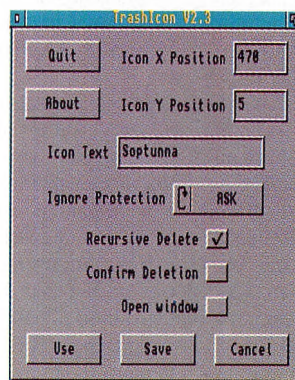 TrashIcon V2.3
Quit Icon X Position 470
About Icon Y Position 5
Icon Text Soptunna
Ignore Protection ASK
Recursive Delete
Confirm Deletion
Open window
Use Save Cancel